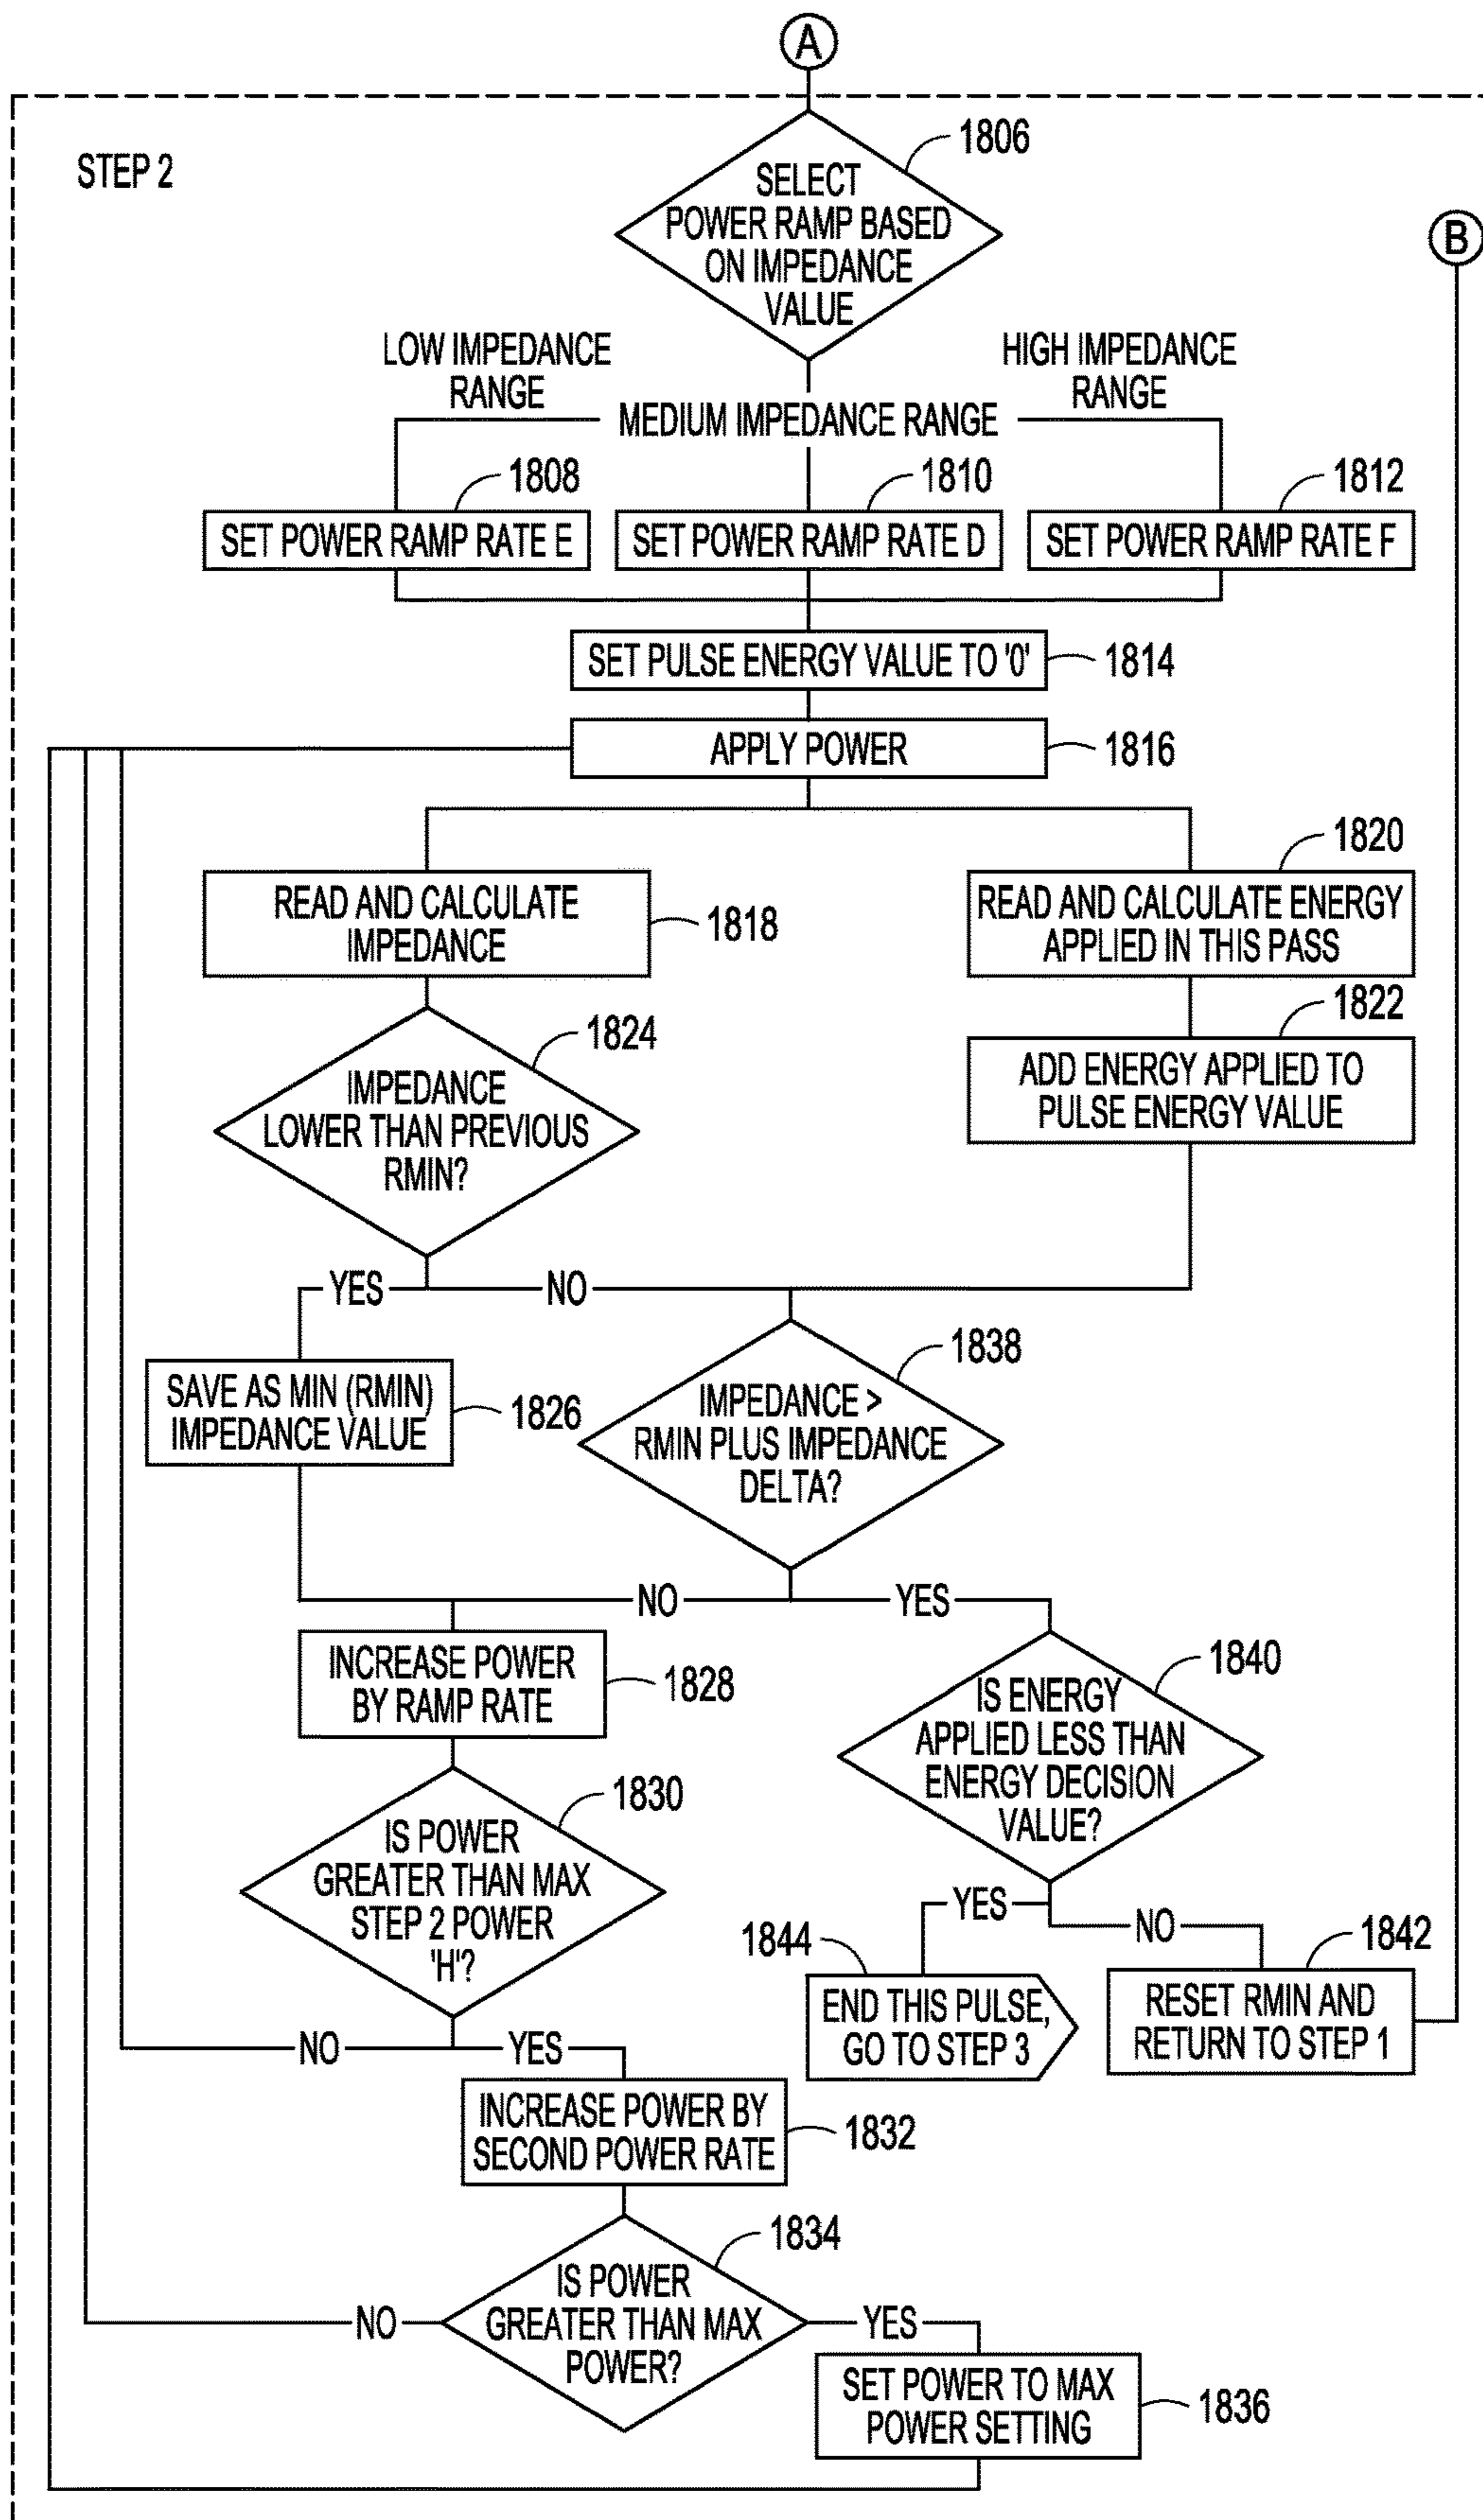 A
STEP 2
1806
SELECT
POWER RAMP BASED
ON IMPEDANCE
VALUE
B
LOW IMPEDANCE
RANGE
HIGH IMPEDANCE
RANGE
MEDIUM IMPEDANCE RANGE
1808
1810
1812
SET POWER RAMP RATE E
SET POWER RAMP RATE D
SET POWER RAMP RATE F
SET PULSE ENERGY VALUE TO '0'
1814
APPLY POWER
1816
READ AND CALCULATE
IMPEDANCE
1818
1820
READ AND CALCULATE ENERGY
APPLIED IN THIS PASS
1822
ADD ENERGY APPLIED TO
PULSE ENERGY VALUE
1824
IMPEDANCE
LOWER THAN PREVIOUS
RMIN?
YES
NO
SAVE AS MIN (RMIN)
IMPEDANCE VALUE
1826
1838
IMPEDANCE >
RMIN PLUS IMPEDANCE
DELTA?
NO
YES
INCREASE POWER
BY RAMP RATE
1828
1840
IS ENERGY
APPLIED LESS THAN
ENERGY DECISION
VALUE?
1830
IS POWER
GREATER THAN MAX
STEP 2 POWER
'H'?
YES
NO
1844
END THIS PULSE,
GO TO STEP 3
1842
RESET RMIN AND
RETURN TO STEP 1
NO
YES
INCREASE POWER BY
SECOND POWER RATE
1832
1834
IS POWER
GREATER THAN MAX
POWER?
NO
YES
SET POWER TO MAX
POWER SETTING
1836